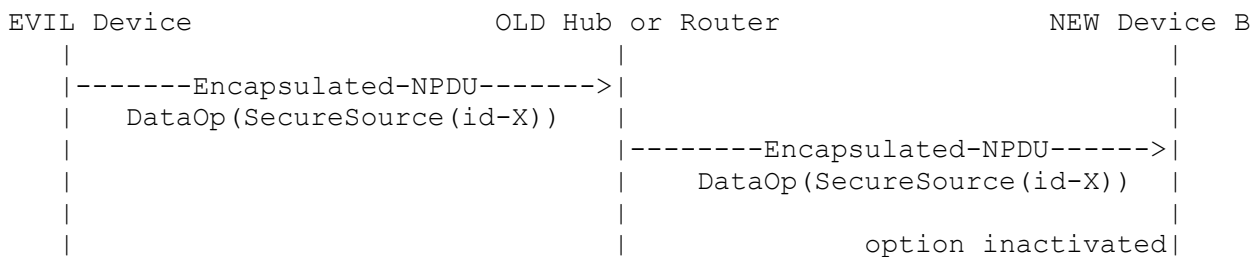 EVIL Device OLD Hub or Router NEW Device B
|-------Encapsulated-NPDU------->|
DataOp(SecureSource(id-X))
|--------Encapsulated-NPDU------>|
DataOp(SecureSource(id-X))
option inactivated|